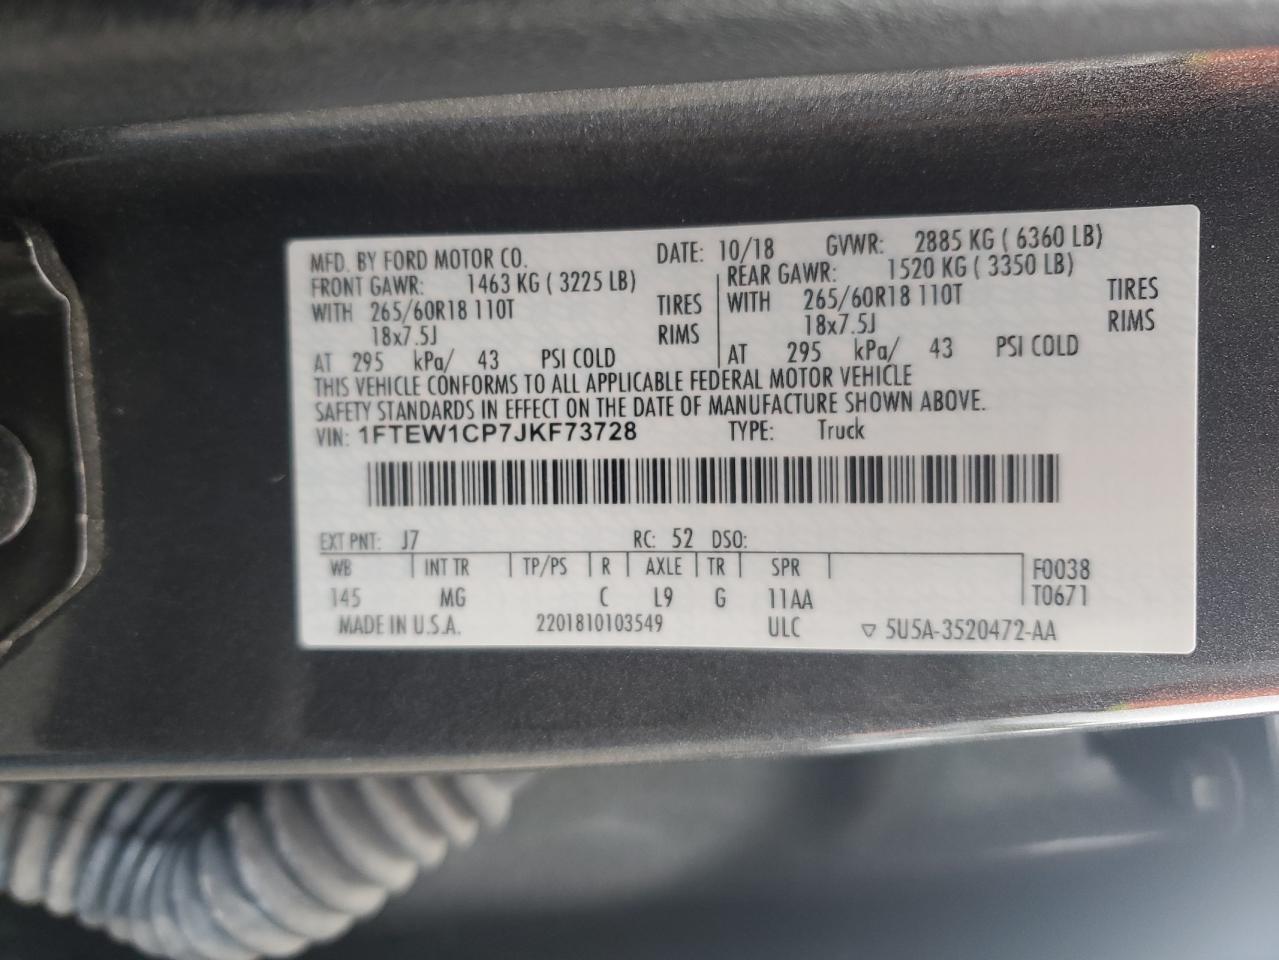 MFD. BY FORD MOTOR CO. DATE: 10/18 GVWR: 2885 KG ( 6360 LB)
FRONT GAWR: 1463 KG ( 3225 LB) REAR GAWR: 1520 KG ( 3350 LB)
WITH 265/60R18 110T TIRES WITH 265/60R18 110T TIRES
18x7.5J RIMS 18x7.5J RIMS
AT 295 kPa/ 43 PSI COLD AT 295 kPa/ 43 PSI COLD
THIS VEHICLE CONFORMS TO ALL APPLICABLE FEDERAL MOTOR VEHICLE
SAFETY STANDARDS IN EFFECT ON THE DATE OF MANUFACTURE SHOWN ABOVE.
VIN: 1FTEW1CP7JKF73728 TYPE: Truck
EXT PNT: J7 RC: 52 DSO:
WB INT TR TP/PS R AXLE TR SPR F0038
145 MG C L9 G 11AA T0671
MADE IN U.S.A. 2201810103549 ULC ▽ 5U5A-3520472-AA